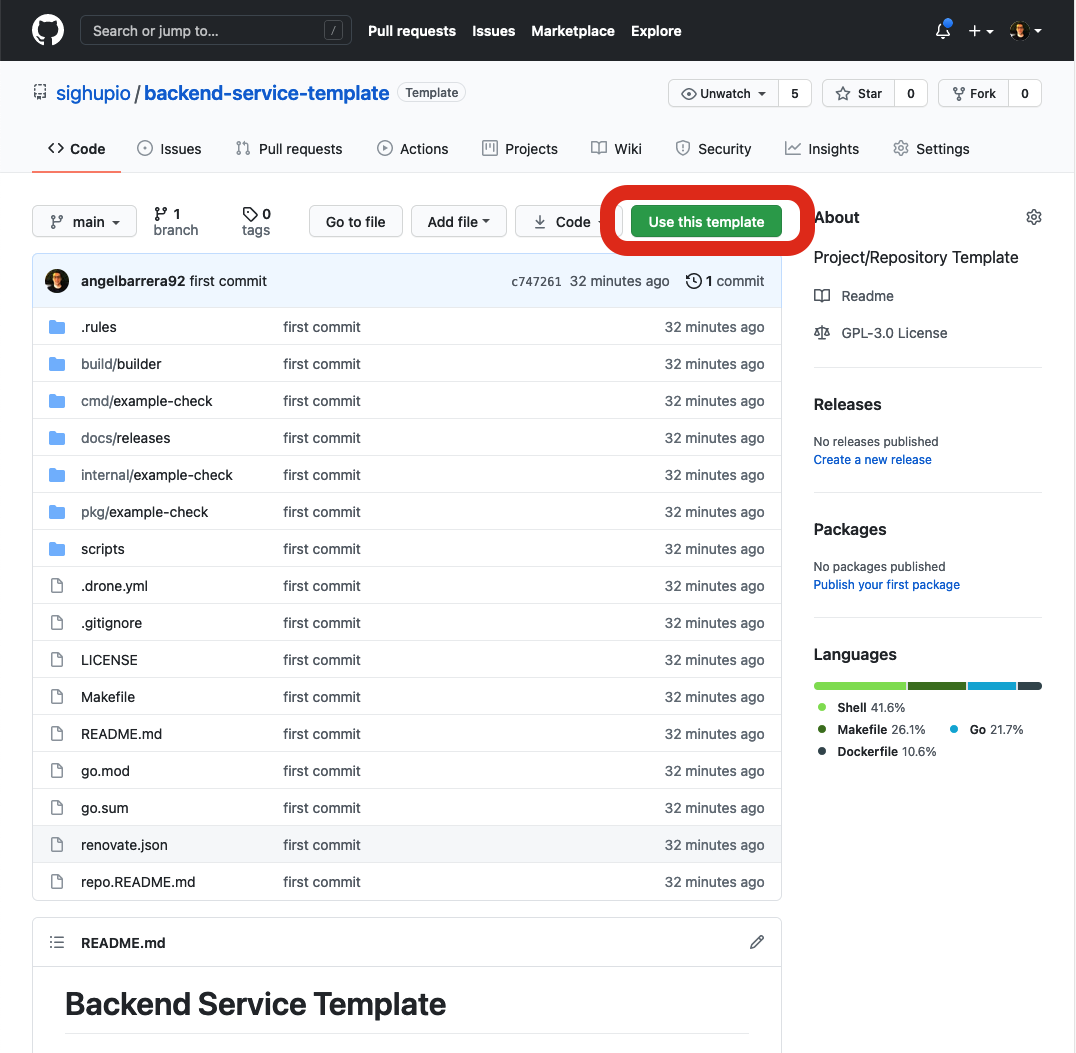 Search or jump to… / Pull requests Issues Marketplace Explore
sighupio / backend-service-template Template Unwatch 5 Star 0 Fork 0
Code Issues Pull requests Actions Projects Wiki Security Insights Settings
main 1 branch 0 tags Go to file Add file Code Use this template
angelbarrera92 first commit c747261 32 minutes ago 1 commit
.rules first commit 32 minutes ago
build/builder first commit 32 minutes ago
cmd/example-check first commit 32 minutes ago
docs/releases first commit 32 minutes ago
internal/example-check first commit 32 minutes ago
pkg/example-check first commit 32 minutes ago
scripts first commit 32 minutes ago
.drone.yml first commit 32 minutes ago
.gitignore first commit 32 minutes ago
LICENSE first commit 32 minutes ago
Makefile first commit 32 minutes ago
README.md first commit 32 minutes ago
go.mod first commit 32 minutes ago
go.sum first commit 32 minutes ago
renovate.json first commit 32 minutes ago
repo.README.md first commit 32 minutes ago
README.md
Backend Service Template
About
Project/Repository Template
Readme
GPL-3.0 License
Releases
No releases published
Create a new release
Packages
No packages published
Publish your first package
Languages
Shell 41.6%
Makefile 26.1% Go 21.7%
Dockerfile 10.6%